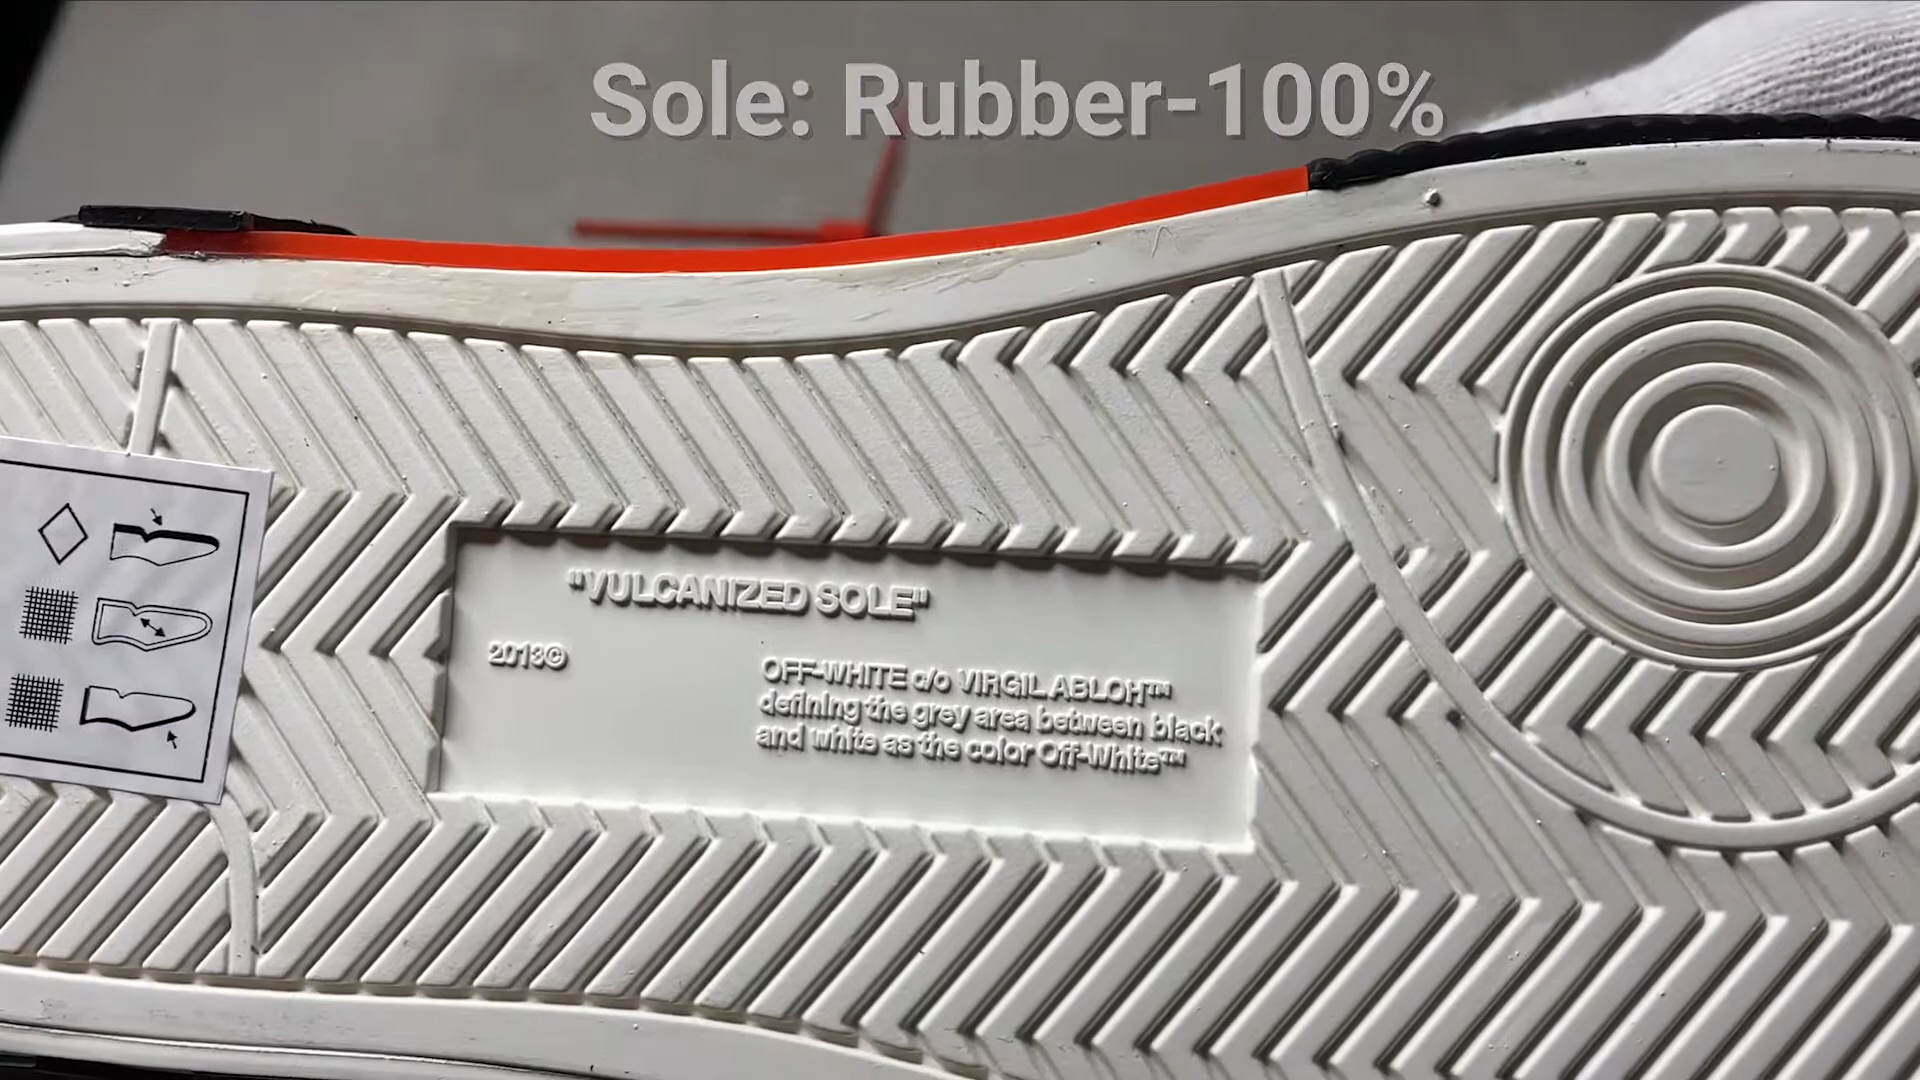 Sole: Rubber-100%
"VULCANIZED SOLE"
2013©
OFF-WHITE c/o VIRGIL ABLOH™
defining the grey area between black
and white as the color Off-White™